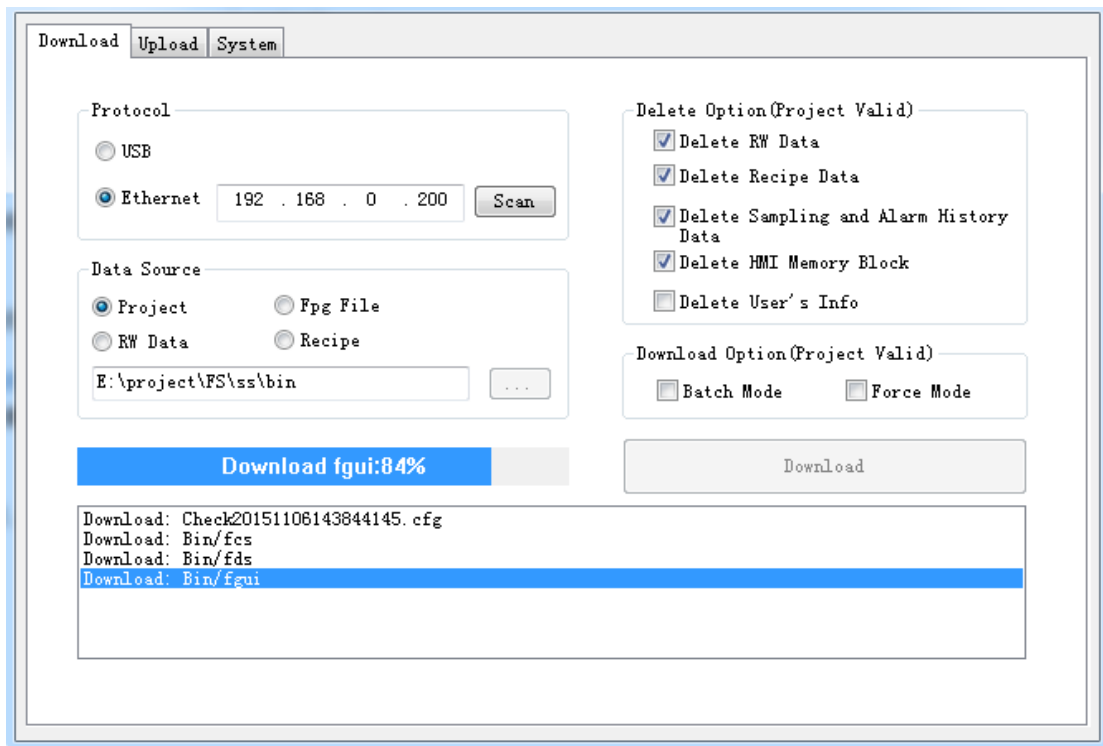 Download Upload System
Protocol
USB
Ethernet 192 . 168 . 0 . 200 Scan
Data Source
Project Fpg File
RW Data Recipe
E:\project\FS\ss\bin ...
Delete Option(Project Valid)
Delete RW Data
Delete Recipe Data
Delete Sampling and Alarm History
Data
Delete HMI Memory Block
Delete User's Info
Download Option(Project Valid)
Batch Mode Force Mode
Download fgui:84%
Download
Download: Check20151106143844145.cfg
Download: Bin/fcs
Download: Bin/fds
Download: Bin/fgui